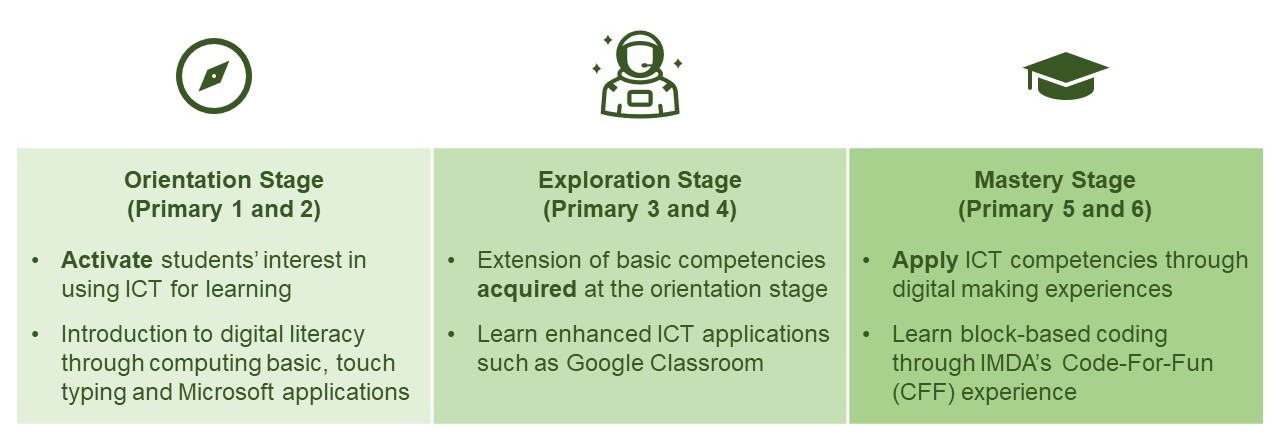 Orientation Stage
(Primary 1 and 2)
• Activate students’ interest in
using ICT for learning
• Introduction to digital literacy
through computing basic, touch
typing and Microsoft applications
Exploration Stage
(Primary 3 and 4)
• Extension of basic competencies
acquired at the orientation stage
• Learn enhanced ICT applications
such as Google Classroom
Mastery Stage
(Primary 5 and 6)
• Apply ICT competencies through
digital making experiences
• Learn block-based coding
through IMDA’s Code-For-Fun
(CFF) experience